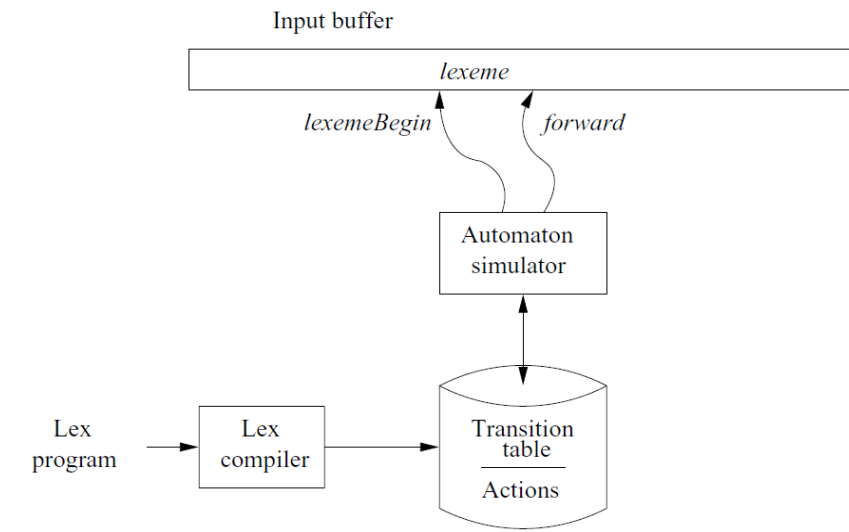 Input buffer
lexeme
lexemeBegin
forward
Automaton
simulator
Lex
program
Lex
compiler
Transition
table
Actions